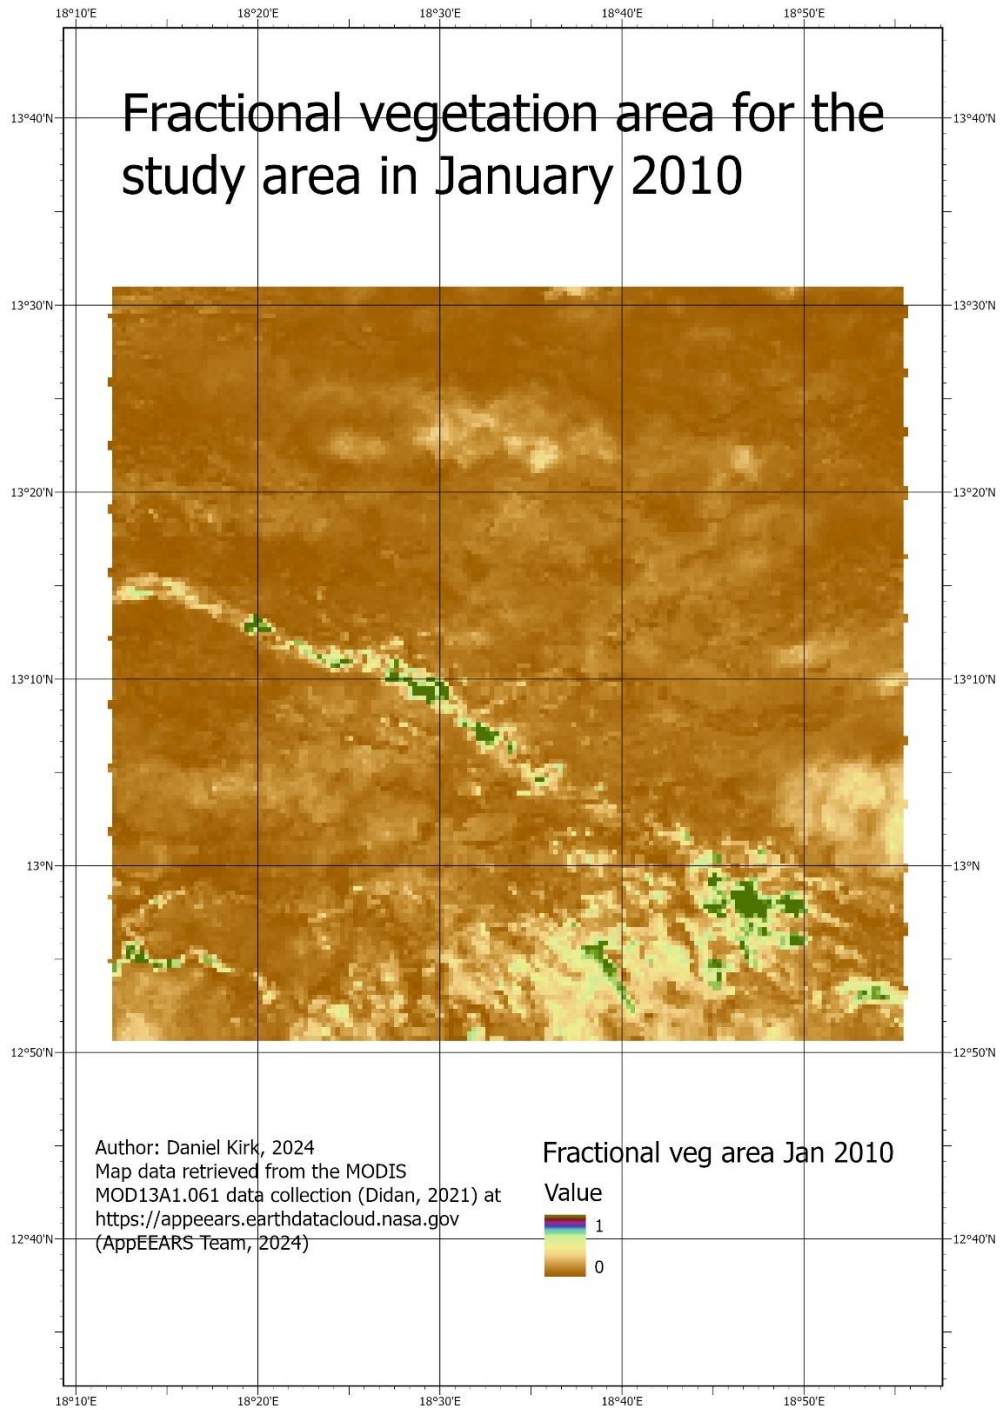 18°10'E 18°20'E 18°30'E 18°40'E 18°50'E
Fractional vegetation area for the
study area in January 2010
13°40'N 13°40'N
13°30'N 13°30'N
13°20'N 13°20'N
13°10'N 13°10'N
13°N 13°N
12°50'N 12°50'N
Author: Daniel Kirk, 2024
Map data retrieved from the MODIS
MOD13A1.061 data collection (Didan, 2021) at
https://appeears.earthdatacloud.nasa.gov
(AppEEARS Team, 2024)
Fractional veg area Jan 2010
Value
1
0
12°40'N 12°40'N
18°10'E 18°20'E 18°30'E 18°40'E 18°50'E